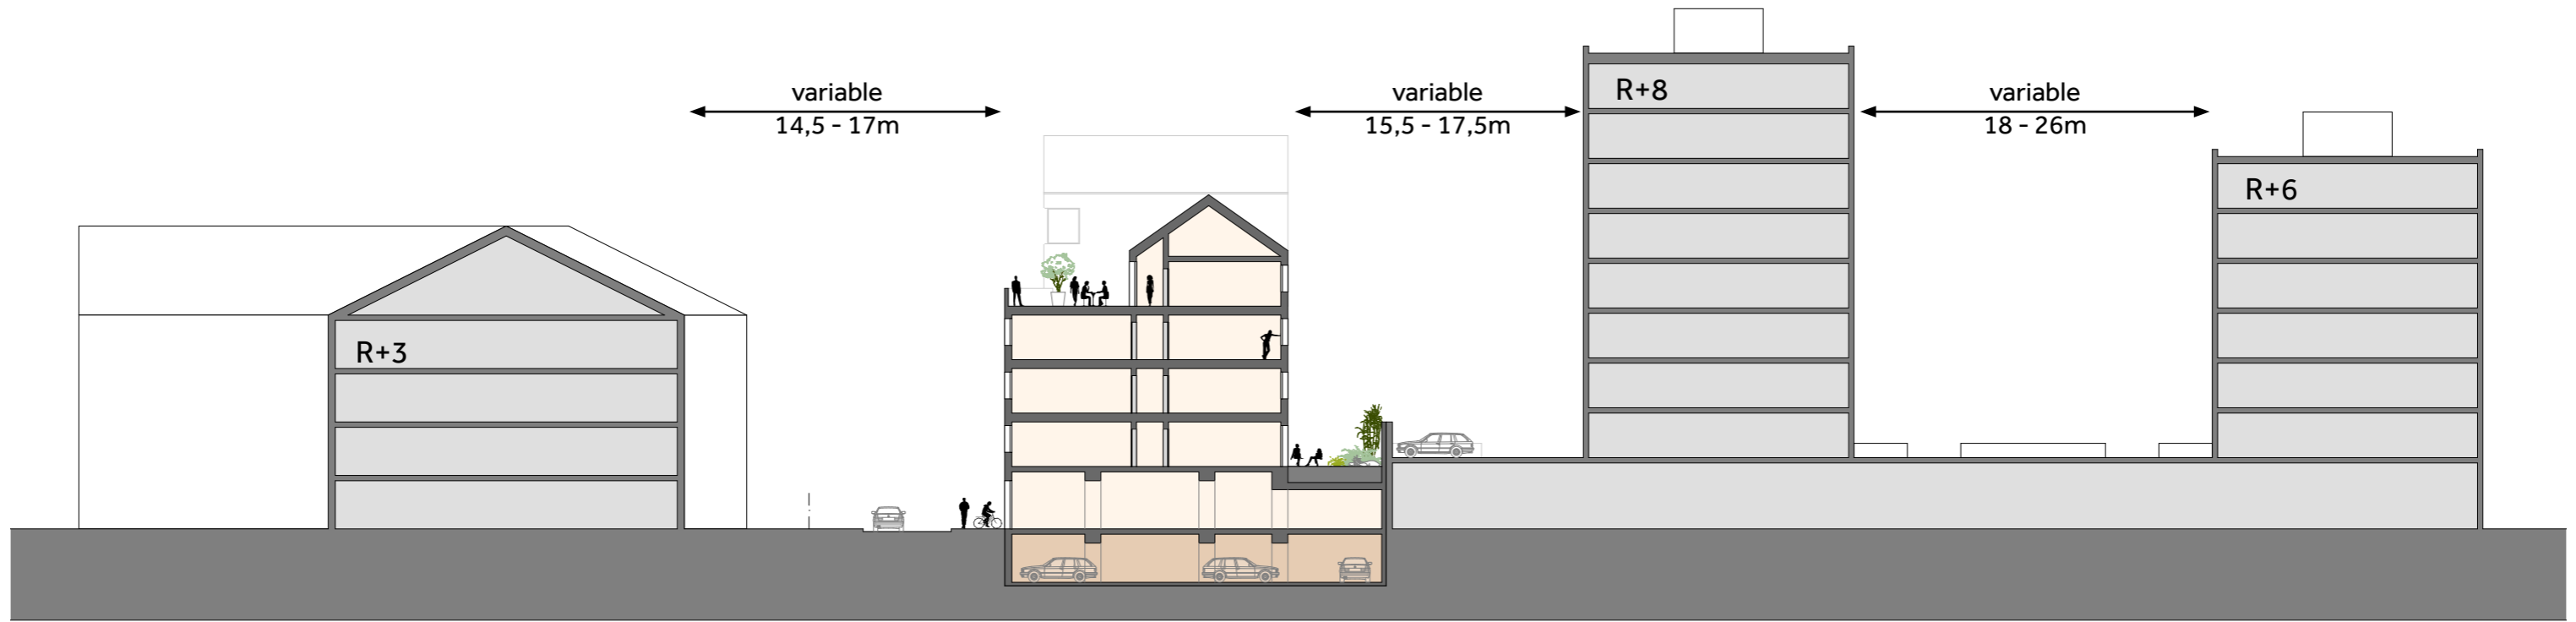 variable
14,5 - 17m
variable
15,5 - 17,5m
variable
18 - 26m
R+8
R+6
R+3